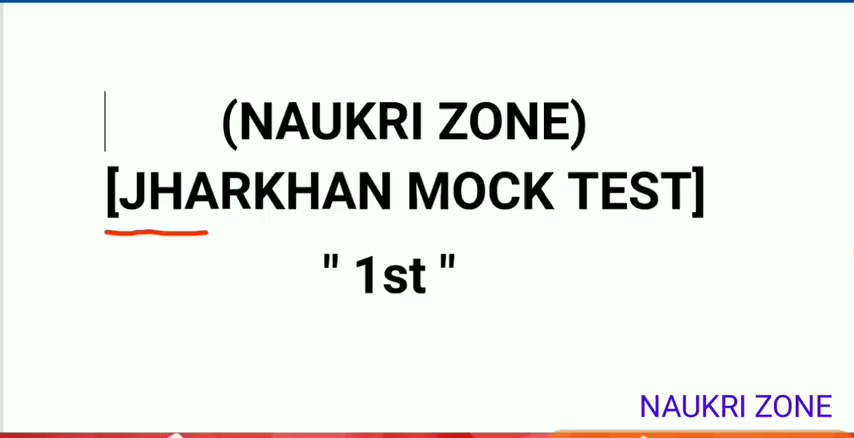 (NAUKRI ZONE)
[JHARKHAN MOCK TEST]
" 1st "
NAUKRI ZONE